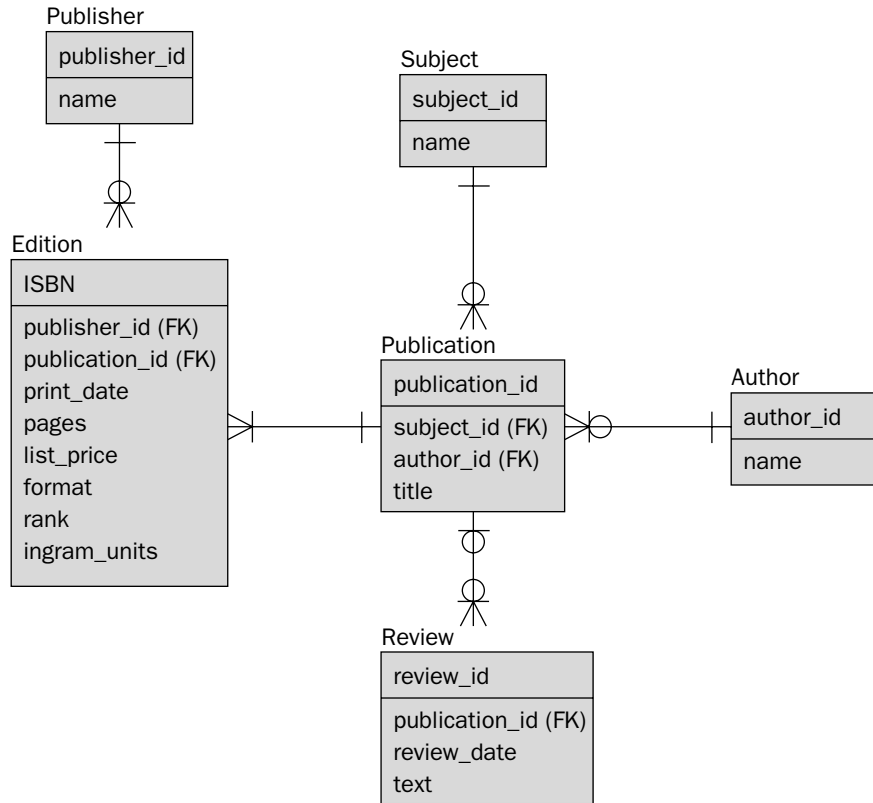 Publisher
publisher_id
name
Subject
subject_id
name
Edition
ISBN
publisher_id (FK)
publication_id (FK)
print_date
pages
list_price
format
rank
ingram_units
Publication
publication_id
subject_id (FK)
author_id (FK)
title
Author
author_id
name
Review
review_id
publication_id (FK)
review_date
text